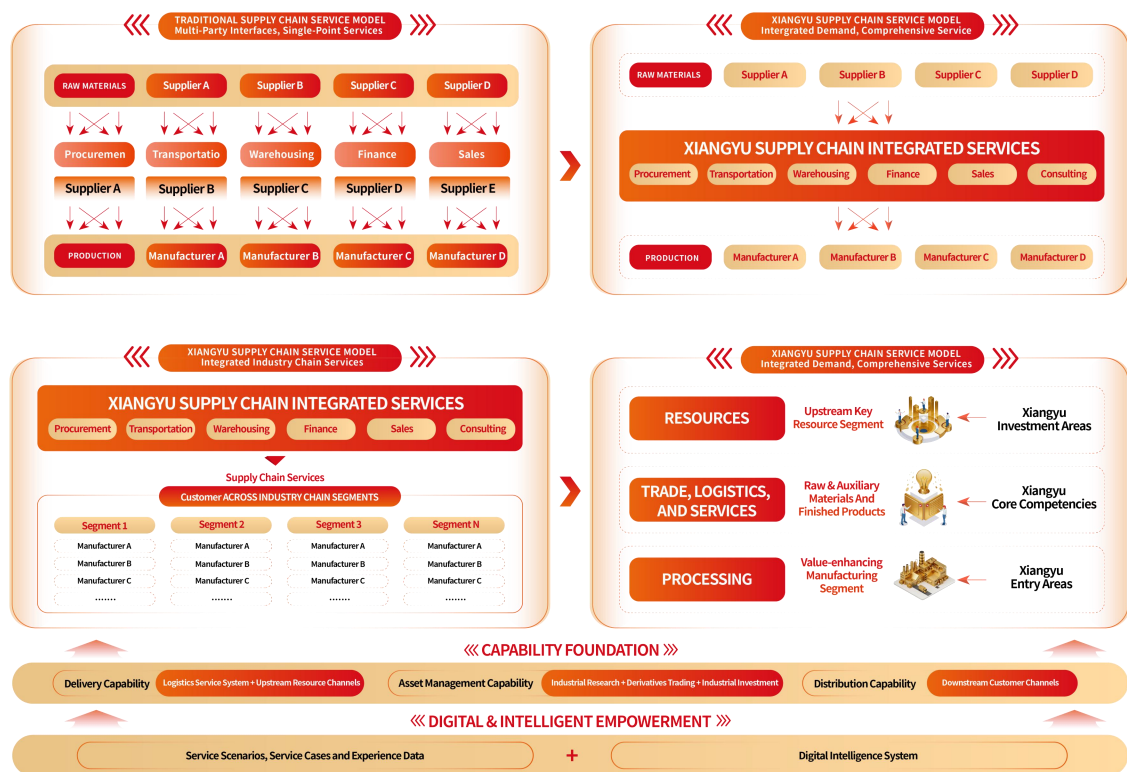 TRADITIONAL SUPPLY CHAIN SERVICE MODEL
Multi-Party Interfaces, Single-Point Services
RAW MATERIALS
Supplier A
Supplier B
Supplier C
Supplier D
Procuremen
Transportatio
Warehousing
Finance
Sales
Supplier A
Supplier B
Supplier C
Supplier D
Supplier E
PRODUCTION
Manufacturer A
Manufacturer B
Manufacturer C
Manufacturer D
XIANGYU SUPPLY CHAIN SERVICE MODEL
Intergrated Demand, Comprehensive Service
RAW MATERIALS
Supplier A
Supplier B
Supplier C
Supplier D
XIANGYU SUPPLY CHAIN INTEGRATED SERVICES
Procurement
Transportation
Warehousing
Finance
Sales
Consulting
PRODUCTION
Manufacturer A
Manufacturer B
Manufacturer C
Manufacturer D
XIANGYU SUPPLY CHAIN SERVICE MODEL
Integrated Industry Chain Services
XIANGYU SUPPLY CHAIN INTEGRATED SERVICES
Procurement
Transportation
Warehousing
Finance
Sales
Consulting
Supply Chain Services
Customer ACROSS INDUSTRY CHAIN SEGMENTS
Segment 1
Segment 2
Segment 3
Segment N
Manufacturer A
Manufacturer A
Manufacturer A
Manufacturer A
Manufacturer B
Manufacturer B
Manufacturer B
Manufacturer B
Manufacturer C
Manufacturer C
Manufacturer C
Manufacturer C
.......
.......
.......
.......
XIANGYU SUPPLY CHAIN SERVICE MODEL
Integrated Demand, Comprehensive Services
RESOURCES
Upstream Key
Resource Segment
Xiangyu
Investment Areas
TRADE, LOGISTICS,
AND SERVICES
Raw & Auxiliary
Materials And
Finished Products
Xiangyu
Core Competencies
PROCESSING
Value-enhancing
Manufacturing
Segment
Xiangyu
Entry Areas
CAPABILITY FOUNDATION
Delivery Capability
Logistics Service System + Upstream Resource Channels
Asset Management Capability
Industrial Research + Derivatives Trading + Industrial Investment
Distribution Capability
Downstream Customer Channels
DIGITAL & INTELLIGENT EMPOWERMENT
Service Scenarios, Service Cases and Experience Data
+
Digital Intelligence System